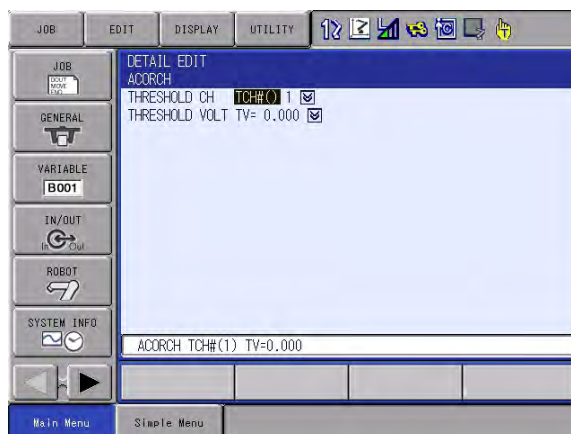 JOB EDIT DISPLAY UTILITY
JOB
DOUT
MOVE
END
GENERAL
VARIABLE
B001
IN/OUT
In Out
ROBOT
SYSTEM INFO
DETAIL EDIT
ACORCH
THRESHOLD CH TCH#() 1
THRESHOLD VOLT TV= 0.000
ACORCH TCH#(1) TV=0.000
Main Menu Simple Menu